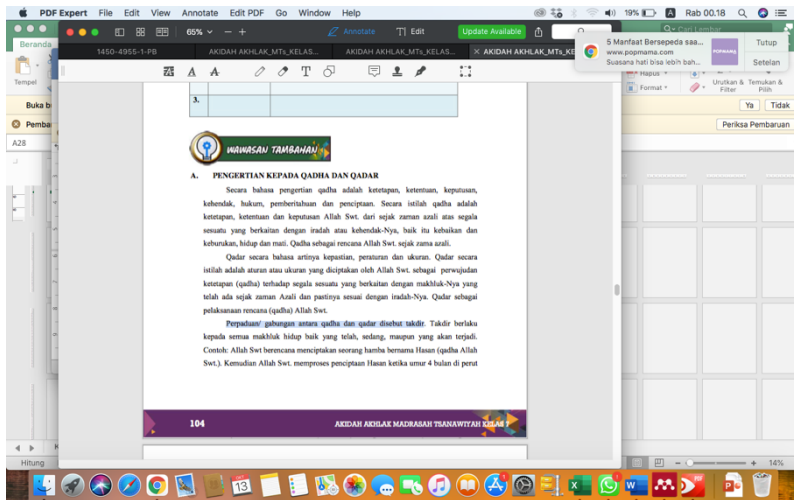 PDF Expert File Edit View Annotate Edit PDF Go Window Help
19% Rab 00.18
65% Annotate Edit Update Available
Beranda
1450-4955-1-PB AKIDAH AKHLAK_MTs_KELAS... AKIDAH AKHLAK_MTs_KELAS... AKIDAH AKHLAK_MTs_KE
5 Manfaat Bersepeda saa...
www.popmama.com
Suasana hati bisa lebih bah...
POPMAMA
Tutup
Setelan
Tempel
Hapus
Format
Urutkan & Filter
Temukan & Pilih
Buka b
Ya Tidak
Pemba
Periksa Pembaruan
A28
3.
WAWASAN TAMBAHAN
A. PENGERTIAN KEPADA QADHA DAN QADAR
Secara bahasa pengertian qadha adalah ketetapan, ketentuan, keputusan,
kehendak, hukum, pemberitahuan dan penciptaan. Secara istilah qadha adalah
ketetapan, ketentuan dan keputusan Allah Swt. dari sejak zaman azali atas segala
sesuatu yang berkaitan dengan iradah atau kehendak-Nya, baik itu kebaikan dan
keburukan, hidup dan mati. Qadha sebagai rencana Allah Swt. sejak zama azali.
Qadar secara bahasa artinya kepastian, peraturan dan ukuran. Qadar secara
istilah adalah aturan atau ukuran yang diciptakan oleh Allah Swt. sebagai perwujudan
ketetapan (qadha) terhadap segala sesuatu yang berkaitan dengan makhluk-Nya yang
telah ada sejak zaman Azali dan pastinya sesuai dengan iradah-Nya. Qadar sebagai
pelaksanaan rencana (qadha) Allah Swt.
Perpaduan/ gabungan antara qadha dan qadar disebut takdir. Takdir berlaku
kepada semua makhluk hidup baik yang telah, sedang, maupun yang akan terjadi.
Contoh: Allah Swt berencana menciptakan seorang hamba bernama Hasan (qadha Allah
Swt.). Kemudian Allah Swt. memproses penciptaan Hasan ketika umur 4 bulan di perut
104 AKIDAH AKHLAK MADRASAH TSANAWIYAH KELAS
Hitung
14%
13